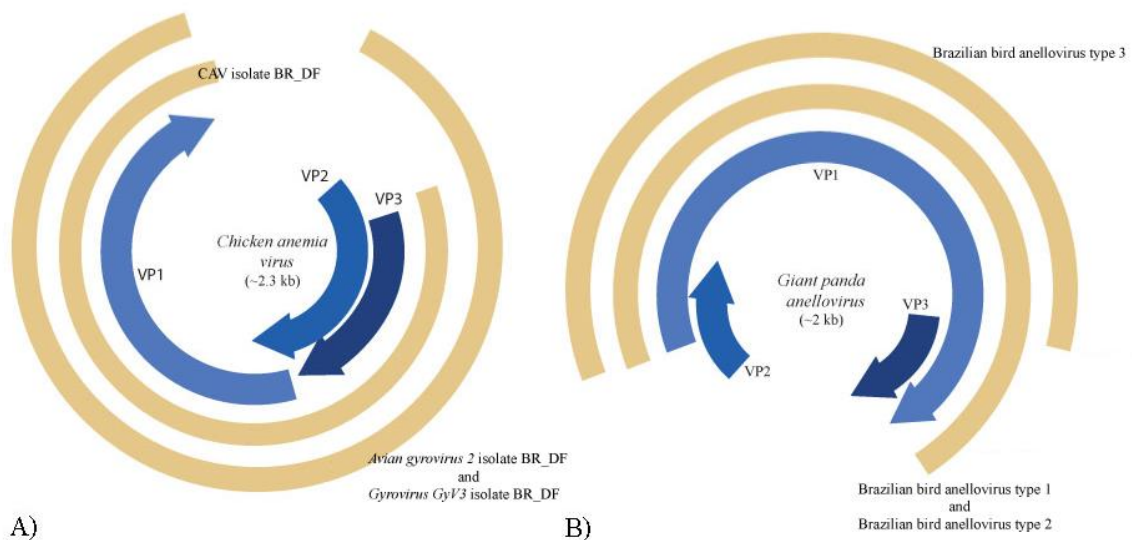 CAV isolate BR_DF
VP2
VP3
Chicken anemia
virus
(~2.3 kb)
VP1
Avian gyrovirus 2 isolate BR_DF
and
Gyrovirus GyV3 isolate BR_DF
A)
Brazilian bird anellovirus type 3
VP1
Giant panda
anellovirus
(~2 kb)
VP3
VP2
Brazilian bird anellovirus type 1
and
Brazilian bird anellovirus type 2
B)